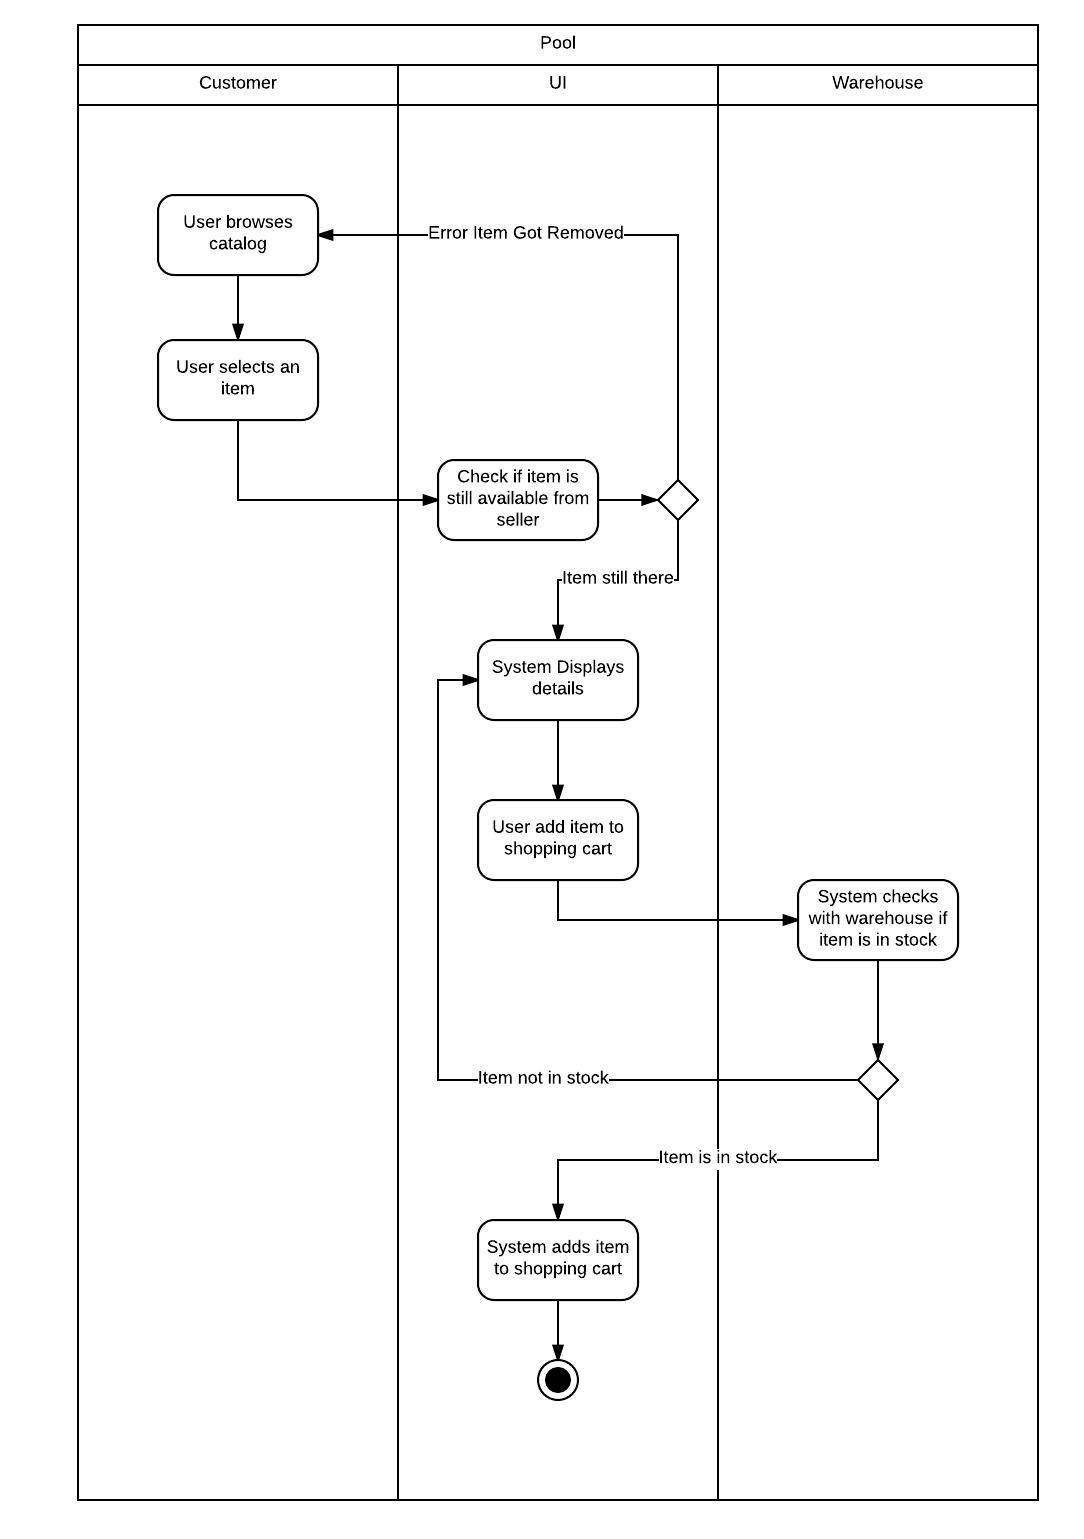 Pool
Customer
UI
Warehouse
User browses
catalog
Error Item Got Removed
User selects an
item
Check if item is
still available from
seller
Item still there
System Displays
details
User add item to
shopping cart
System checks
with warehouse if
item is in stock
Item not in stock
Item is in stock
System adds item
to shopping cart